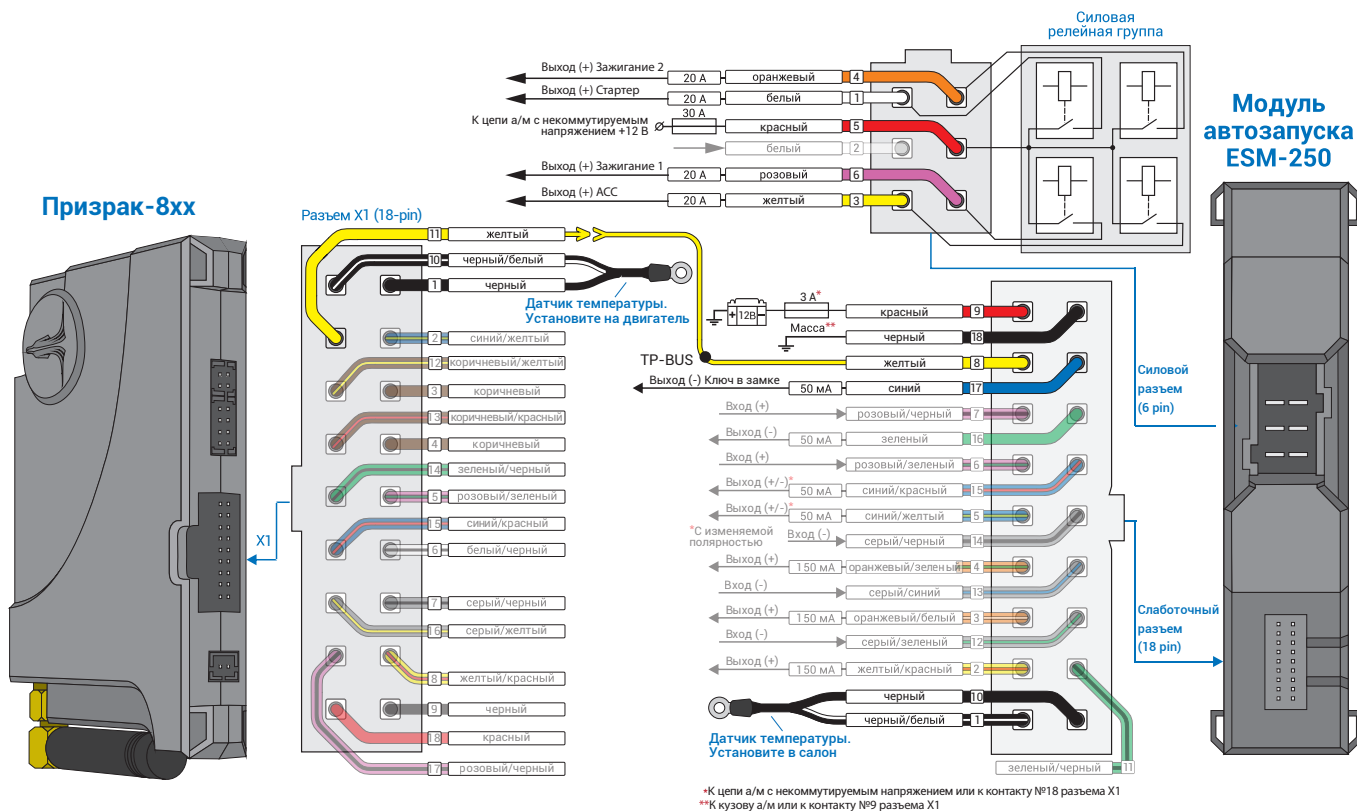 Силовая
релейная группа
Выход (+) Зажигание 2
20 А
оранжевый
4
Выход (+) Стартер
20 А
белый
1
К цепи а/м с некоммутируемым
напряжением +12 В
30 А
красный
5
белый
2
Выход (+) Зажигание 1
20 А
розовый
6
Выход (+) АСС
20 А
желтый
3
Модуль
автозапуска
ESM-250
Призрак-8xx
Разъем X1 (18-pin)
11
желтый
10
черный/белый
1
черный
Датчик температуры.
Установите на двигатель
2
синий/желтый
12
коричневый/желтый
3
коричневый
13
коричневый/красный
4
коричневый
14
зеленый/черный
5
розовый/зеленый
15
синий/красный
6
белый/черный
7
серый/черный
16
серый/желтый
8
желтый/красный
9
черный
18
красный
17
розовый/черный
X1
TP-BUS
+ 12В –
3 А*
красный
9
Масса**
черный
18
желтый
8
Выход (-) Ключ в замке
50 мА
синий
17
Вход (+)
розовый/черный
7
Выход (-)
50 мА
зеленый
16
Вход (+)
розовый/зеленый
6
Выход (+/-)*
50 мА
синий/красный
15
Выход (+/-)*
50 мА
синий/желтый
5
*С изменяемой
полярностью
Вход (-)
серый/черный
14
Выход (+)
150 мА
оранжевый/зеленый
4
Вход (-)
серый/синий
13
Выход (+)
150 мА
оранжевый/белый
3
Вход (-)
серый/зеленый
12
Выход (+)
150 мА
желтый/красный
2
черный
10
черный/белый
1
Датчик температуры.
Установите в салон
зеленый/черный
11
Силовой
разъем
(6 pin)
Слаботочный
разъем
(18 pin)
*К цепи а/м с некоммутируемым напряжением или к контакту №18 разъема X1
**К кузову а/м или к контакту №9 разъема X1